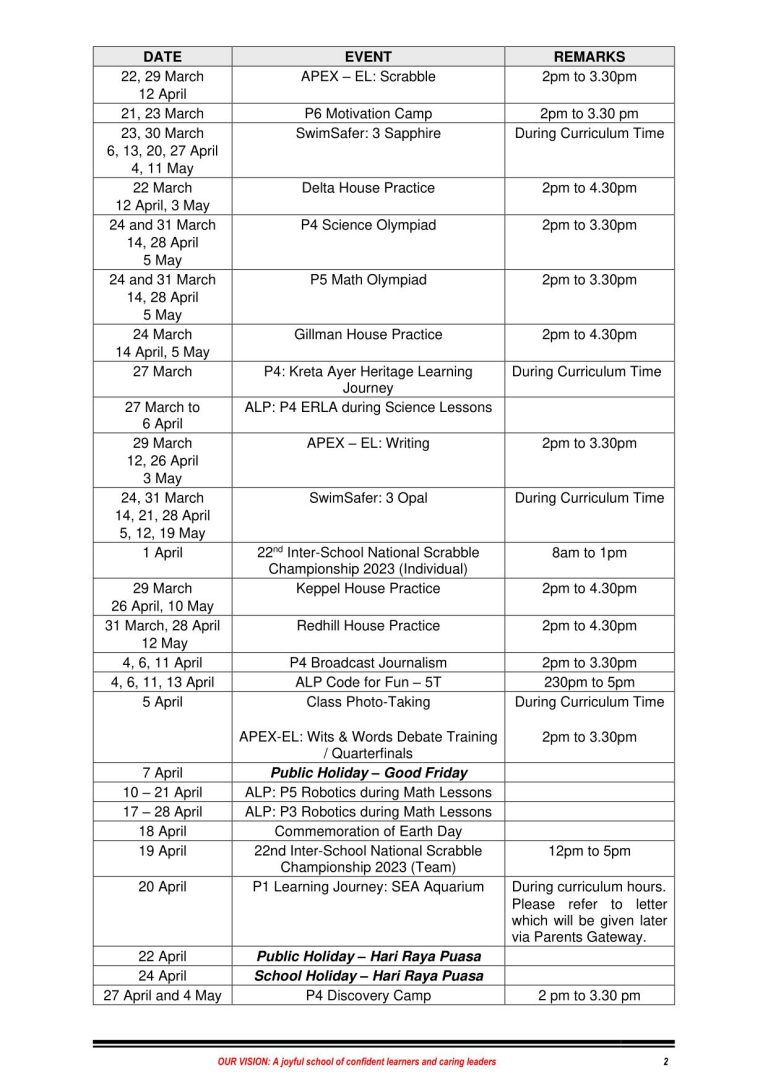 DATE EVENT REMARKS
22, 29 March APEX – EL: Scrabble 2pm to 3.30pm
12 April
21, 23 March P6 Motivation Camp 2pm to 3.30 pm
23, 30 March SwimSafer: 3 Sapphire During Curriculum Time
6, 13, 20, 27 April
4, 11 May
22 March Delta House Practice 2pm to 4.30pm
12 April, 3 May
24 and 31 March P4 Science Olympiad 2pm to 3.30pm
14, 28 April
5 May
24 and 31 March P5 Math Olympiad 2pm to 3.30pm
14, 28 April
5 May
24 March Gillman House Practice 2pm to 4.30pm
14 April, 5 May
27 March P4: Kreta Ayer Heritage Learning During Curriculum Time
Journey
27 March to ALP: P4 ERLA during Science Lessons
6 April
29 March APEX – EL: Writing 2pm to 3.30pm
12, 26 April
3 May
24, 31 March SwimSafer: 3 Opal During Curriculum Time
14, 21, 28 April
5, 12, 19 May
1 April 22nd Inter-School National Scrabble 8am to 1pm
Championship 2023 (Individual)
29 March Keppel House Practice 2pm to 4.30pm
26 April, 10 May
31 March, 28 April Redhill House Practice 2pm to 4.30pm
12 May
4, 6, 11 April P4 Broadcast Journalism 2pm to 3.30pm
4, 6, 11, 13 April ALP Code for Fun – 5T 230pm to 5pm
5 April Class Photo-Taking During Curriculum Time
APEX-EL: Wits & Words Debate Training 2pm to 3.30pm
/ Quarterfinals
7 April Public Holiday – Good Friday
10 – 21 April ALP: P5 Robotics during Math Lessons
17 – 28 April ALP: P3 Robotics during Math Lessons
18 April Commemoration of Earth Day
19 April 22nd Inter-School National Scrabble 12pm to 5pm
Championship 2023 (Team)
20 April P1 Learning Journey: SEA Aquarium During curriculum hours.
Please refer to letter
which will be given later
via Parents Gateway.
22 April Public Holiday – Hari Raya Puasa
24 April School Holiday – Hari Raya Puasa
27 April and 4 May P4 Discovery Camp 2 pm to 3.30 pm
OUR VISION: A joyful school of confident learners and caring leaders 2